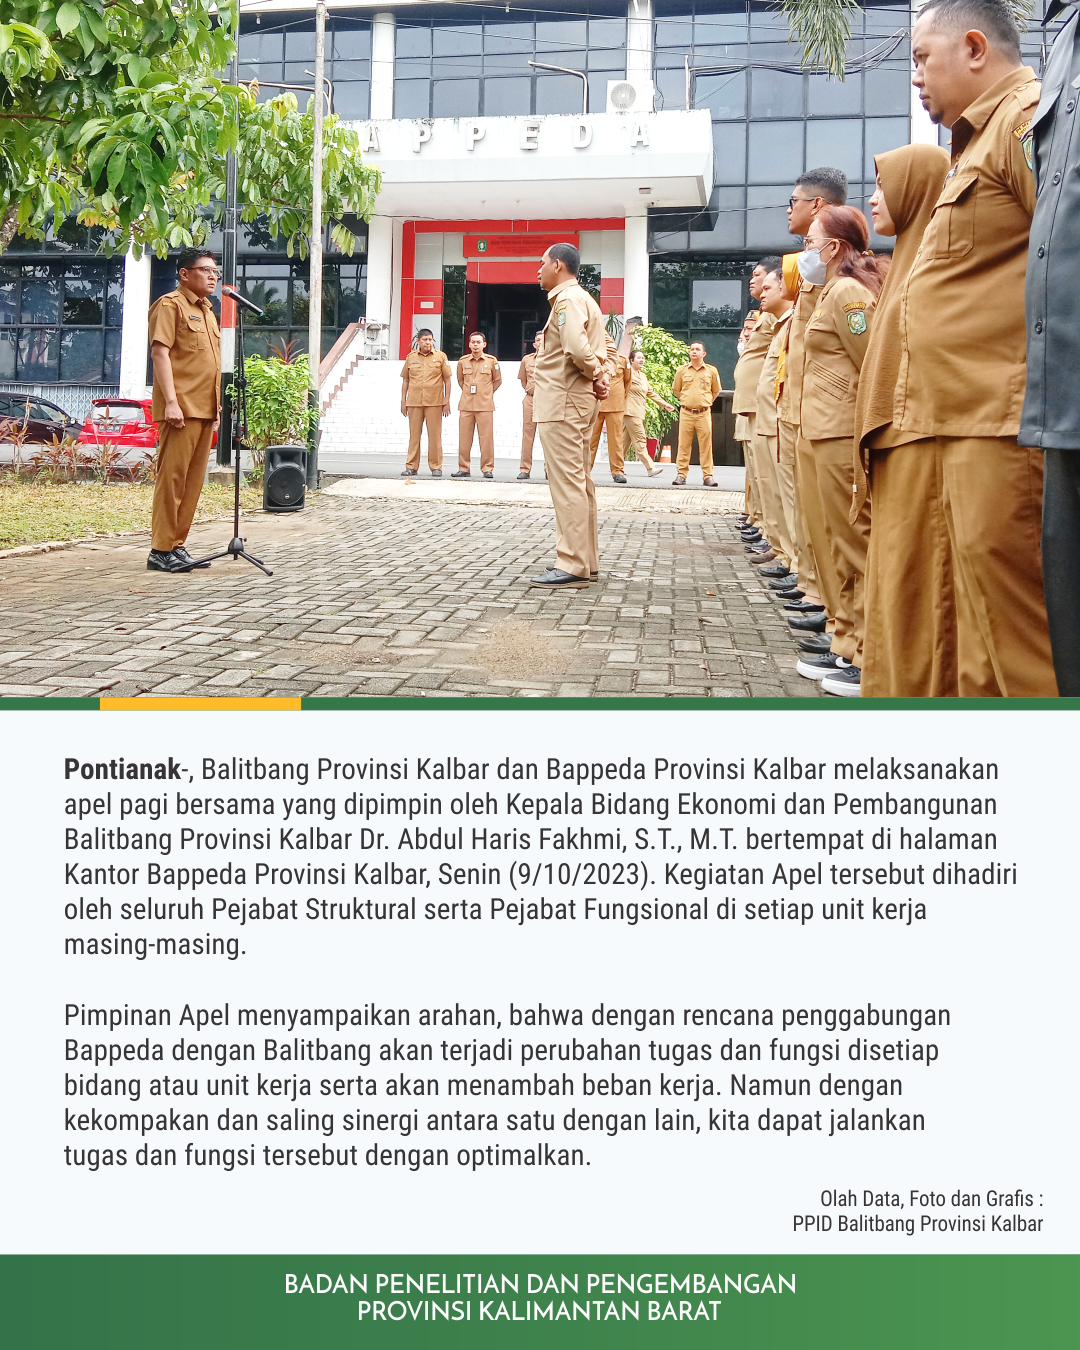 APPEDA
Pontianak-, Balitbang Provinsi Kalbar dan Bappeda Provinsi Kalbar melaksanakan
apel pagi bersama yang dipimpin oleh Kepala Bidang Ekonomi dan Pembangunan
Balitbang Provinsi Kalbar Dr. Abdul Haris Fakhmi, S.T., M.T. bertempat di halaman
Kantor Bappeda Provinsi Kalbar, Senin (9/10/2023). Kegiatan Apel tersebut dihadiri
oleh seluruh Pejabat Struktural serta Pejabat Fungsional di setiap unit kerja
masing-masing.
Pimpinan Apel menyampaikan arahan, bahwa dengan rencana penggabungan
Bappeda dengan Balitbang akan terjadi perubahan tugas dan fungsi disetiap
bidang atau unit kerja serta akan menambah beban kerja. Namun dengan
kekompakan dan saling sinergi antara satu dengan lain, kita dapat jalankan
tugas dan fungsi tersebut dengan optimalkan.
Olah Data, Foto dan Grafis :
PPID Balitbang Provinsi Kalbar
BADAN PENELITIAN DAN PENGEMBANGAN
PROVINSI KALIMANTAN BARAT